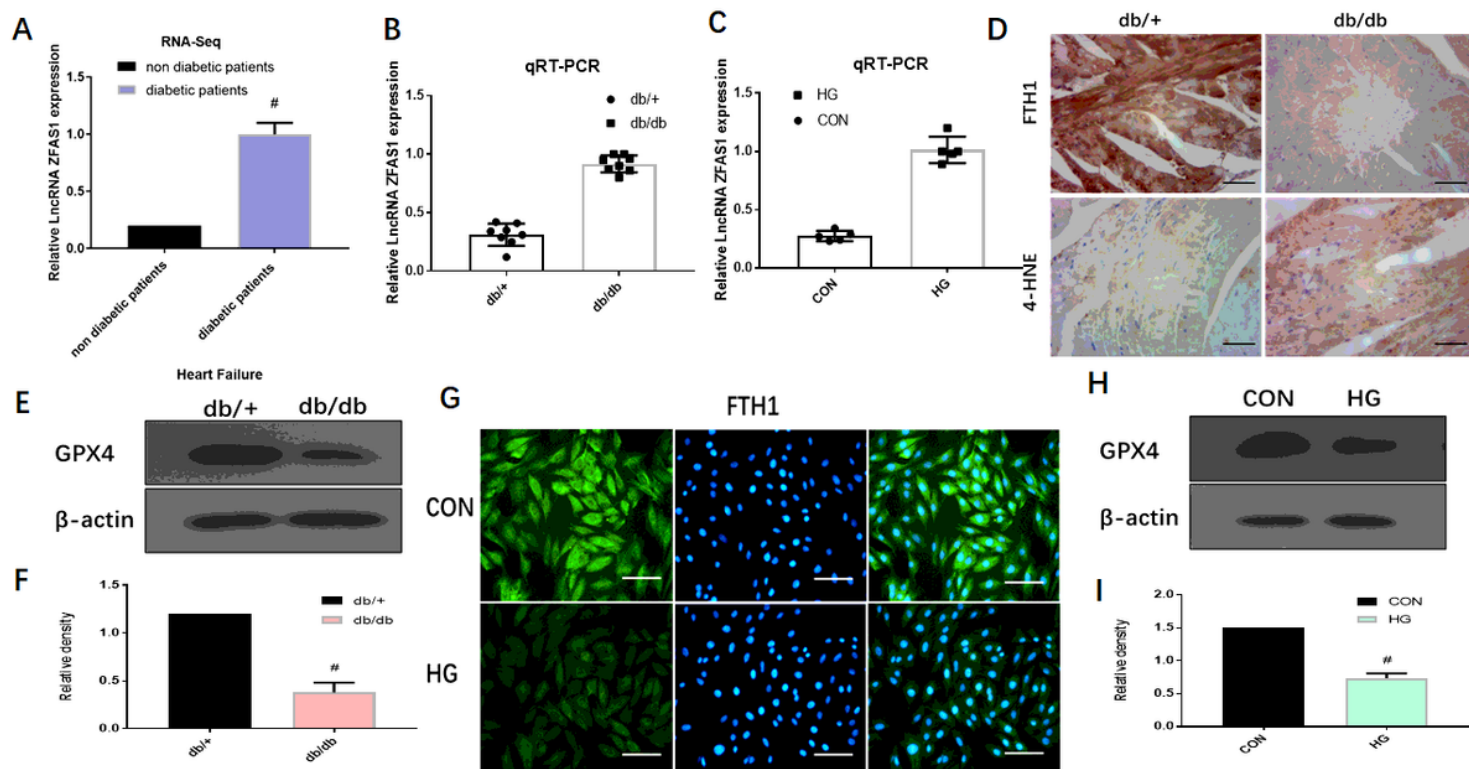 A
RNA-Seq
non diabetic patients
diabetic patients
Relative LncRNA ZFAS1 expression
1.5
1.0
0.5
0.0
#
non diabetic patients
diabetic patients
Heart Failure
B
qRT-PCR
db/+
db/db
Relative LncRNA ZFAS1 expression
1.5
1.0
0.5
0.0
db/+
db/db
C
qRT-PCR
HG
CON
Relative LncRNA ZFAS1 expression
1.5
1.0
0.5
0.0
CON
HG
D
db/+
db/db
FTH1
4-HNE
E
db/+
db/db
GPX4
β-actin
F
Relative density
1.5
1.0
0.5
0.0
db/+
db/db
#
db/+
db/db
G
FTH1
CON
HG
H
CON
HG
GPX4
β-actin
I
Relative density
2.0
1.5
1.0
0.5
0.0
CON
HG
#
CON
HG